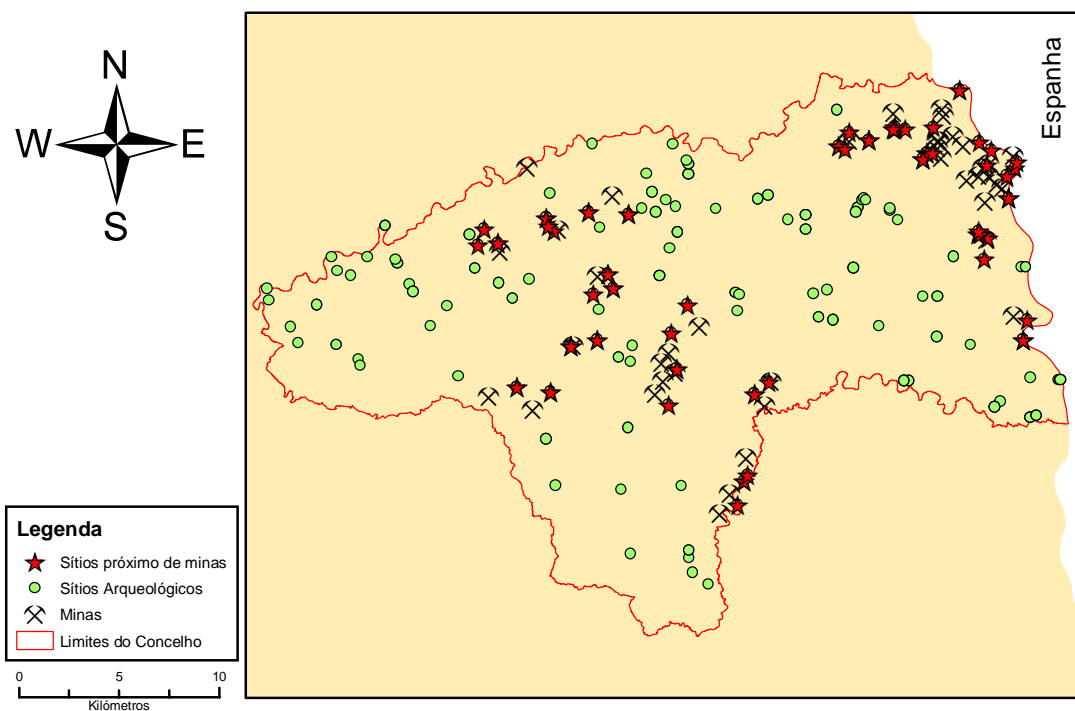 N
W E
S
Espanha
Legenda
Sítios próximo de minas
Sítios Arqueológicos
Minas
Limites do Concelho
0 5 10
Kilómetros